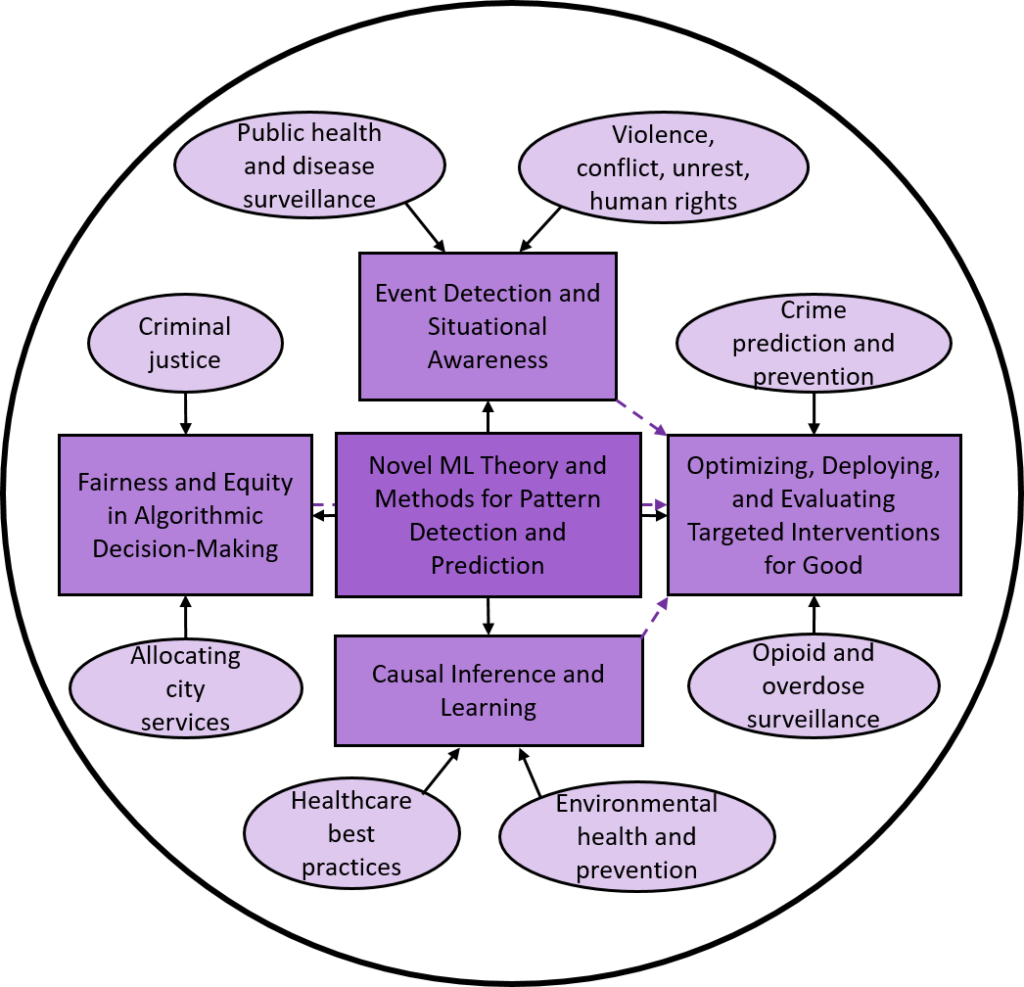 Public health
and disease
surveillance
Violence,
conflict, unrest,
human rights
Event Detection and
Situational
Awareness
Criminal
justice
Crime
prediction and
prevention
Fairness and Equity
in Algorithmic
Decision-Making
Novel ML Theory and
Methods for Pattern
Detection and
Prediction
Optimizing, Deploying,
and Evaluating
Targeted Interventions
for Good
Allocating
city
services
Causal Inference and
Learning
Opioid and
overdose
surveillance
Healthcare
best
practices
Environmental
health and
prevention